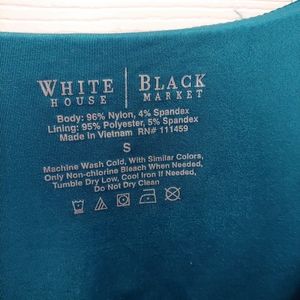 WHITE HOUSE | BLACK MARKET
Body: 96% Nylon, 4% Spandex
Lining: 95% Polyester, 5% Spandex
Made in Vietnam RN# 111459
S
Machine Wash Cold, With Similar Colors,
Only Non-chlorine Bleach When Needed,
Tumble Dry Low, Cool Iron If Needed,
Do Not Dry Clean